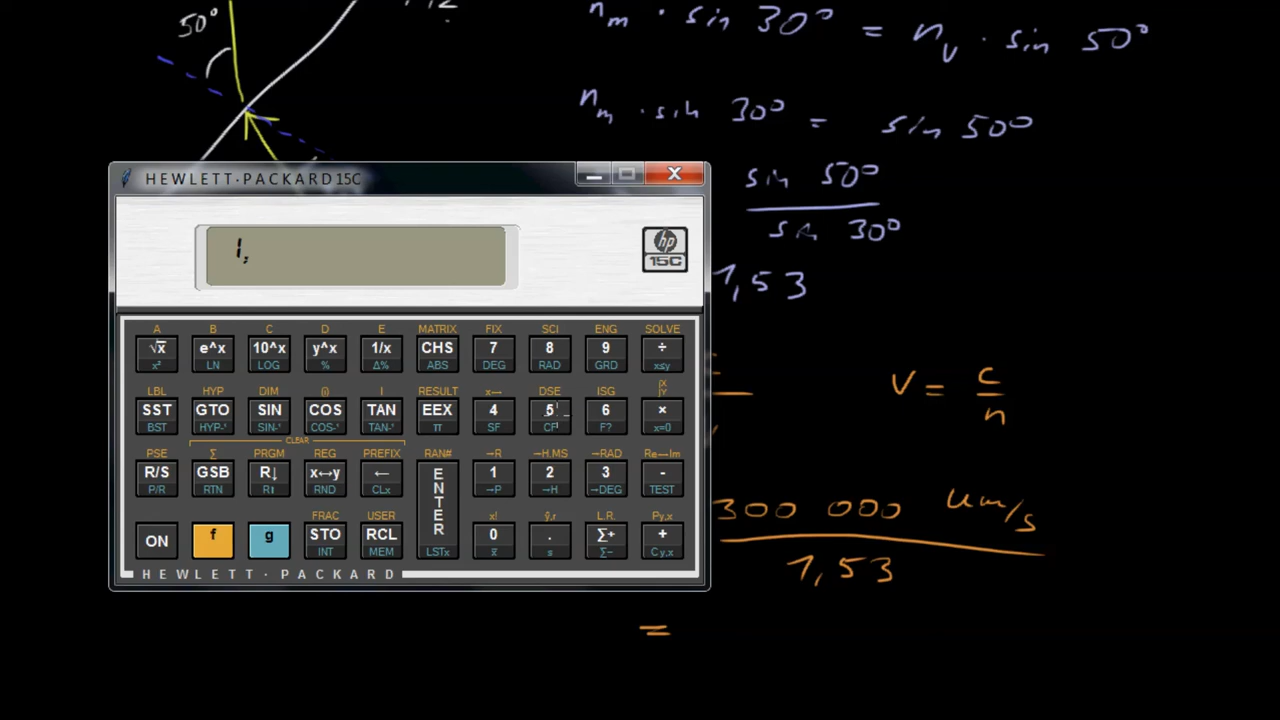 50°
n_m · sin 30° = n_v · sin 50°
n_m · sin 30° = sin 50°
sin 50°
sin 30°
1,53
V = c
n
300 000 km/s
1,53
=
HEWLETT·PACKARD 15C
1,
hp
15C
A B C D E MATRIX FIX SCI ENG SOLVE
√x e^x 10^x y^x 1/x CHS 7 8 9 ÷
x² LN LOG % Δ% ABS DEG RAD GRD x≤y
LBL HYP DIM (i) I RESULT x↔ DSE ISG ∫X|Y
SST GTO SIN COS TAN EEX 4 5 6 ×
BST HYP-' SIN-' COS-' TAN-' π SF CF F? x=0
CLEAR
PSE Σ PRGM REG PREFIX RAN# →R →H.MS →RAD Re↔Im
R/S GSB R↓ x↔y ← ENTER 1 2 3 -
P/R RTN R↑ RND CLx →P →H →DEG TEST
FRAC USER x! ŷ,r L.R. Py,x
ON f g STO RCL 0 . Σ+ +
INT MEM LSTx x̄ s Σ− Cy,x
HEWLETT · PACKARD